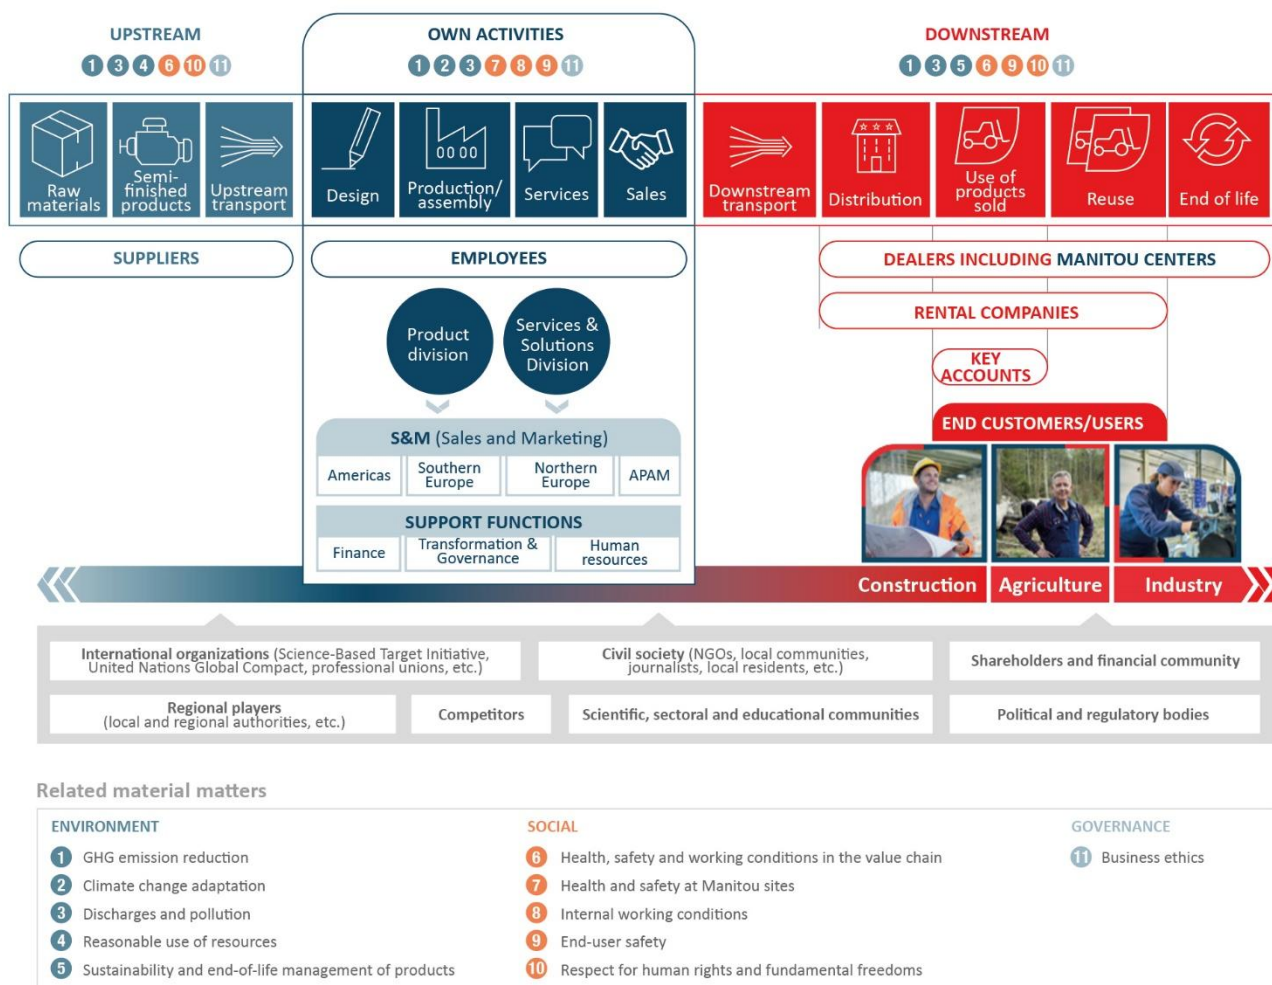 UPSTREAM
1 3 4 6 10 11
OWN ACTIVITIES
1 2 3 7 8 9 11
DOWNSTREAM
1 3 5 6 9 10 11
Raw
materials
Semi-
finished
products
Upstream
transport
Design
Production/
assembly
Services
Sales
Downstream
transport
Distribution
Use of
products
sold
Reuse
End of life
SUPPLIERS
EMPLOYEES
DEALERS INCLUDING MANITOU CENTERS
RENTAL COMPANIES
KEY
ACCOUNTS
END CUSTOMERS/USERS
Product
division
Services &
Solutions
Division
S&M (Sales and Marketing)
Americas
Southern
Europe
Northern
Europe
APAM
SUPPORT FUNCTIONS
Finance
Transformation &
Governance
Human
resources
Construction
Agriculture
Industry
International organizations (Science-Based Target Initiative,
United Nations Global Compact, professional unions, etc.)
Civil society (NGOs, local communities,
journalists, local residents, etc.)
Shareholders and financial community
Regional players
(local and regional authorities, etc.)
Competitors
Scientific, sectoral and educational communities
Political and regulatory bodies
Related material matters
ENVIRONMENT
1 GHG emission reduction
2 Climate change adaptation
3 Discharges and pollution
4 Reasonable use of resources
5 Sustainability and end-of-life management of products
SOCIAL
6 Health, safety and working conditions in the value chain
7 Health and safety at Manitou sites
8 Internal working conditions
9 End-user safety
10 Respect for human rights and fundamental freedoms
GOVERNANCE
11 Business ethics